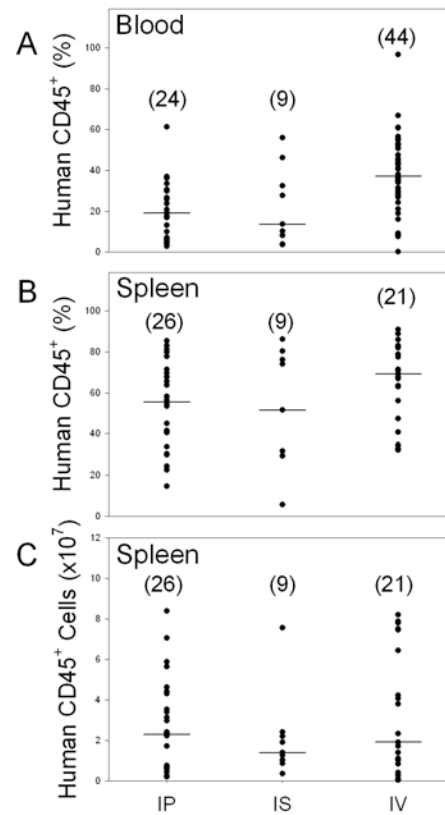 A
Blood
Human CD45⁺ (%)
100
80
60
40
20
0
(24)
(9)
(44)
B
Spleen
Human CD45⁺ (%)
100
80
60
40
20
0
(26)
(9)
(21)
C
Spleen
Human CD45⁺ Cells (x10⁷)
12
10
8
6
4
2
0
(26)
(9)
(21)
IP
IS
IV